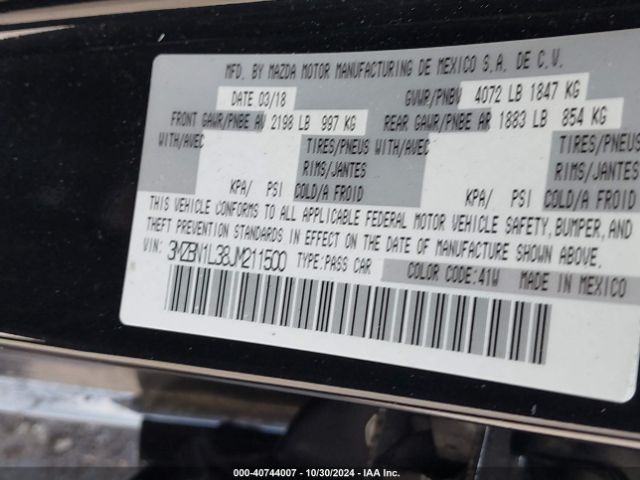 MFD. BY MAZDA MOTOR MANUFACTURING DE MEXICO S.A. DE C.V.
DATE 03/18 GVWR/PNBV 4072 LB 1847 KG
FRONT GAWR/PNBE AV 2198 LB 997 KG REAR GAWR/PNBE AR 1883 LB 854 KG
WITH/AVEC TIRES/PNEUS WITH/AVEC TIRES/PNEUS
RIMS/JANTES RIMS/JANTES
KPA/ PSI COLD/A FROID KPA/ PSI COLD/A FROID
THIS VEHICLE CONFORMS TO ALL APPLICABLE FEDERAL MOTOR VEHICLE SAFETY, BUMPER, AND
THEFT PREVENTION STANDARDS IN EFFECT ON THE DATE OF MANUFACTURE SHOWN ABOVE.
VIN: 3MZBN1L38JM211500 TYPE:PASS CAR COLOR CODE:41W MADE IN MEXICO
000-40744007 • 10/30/2024 • IAA Inc.